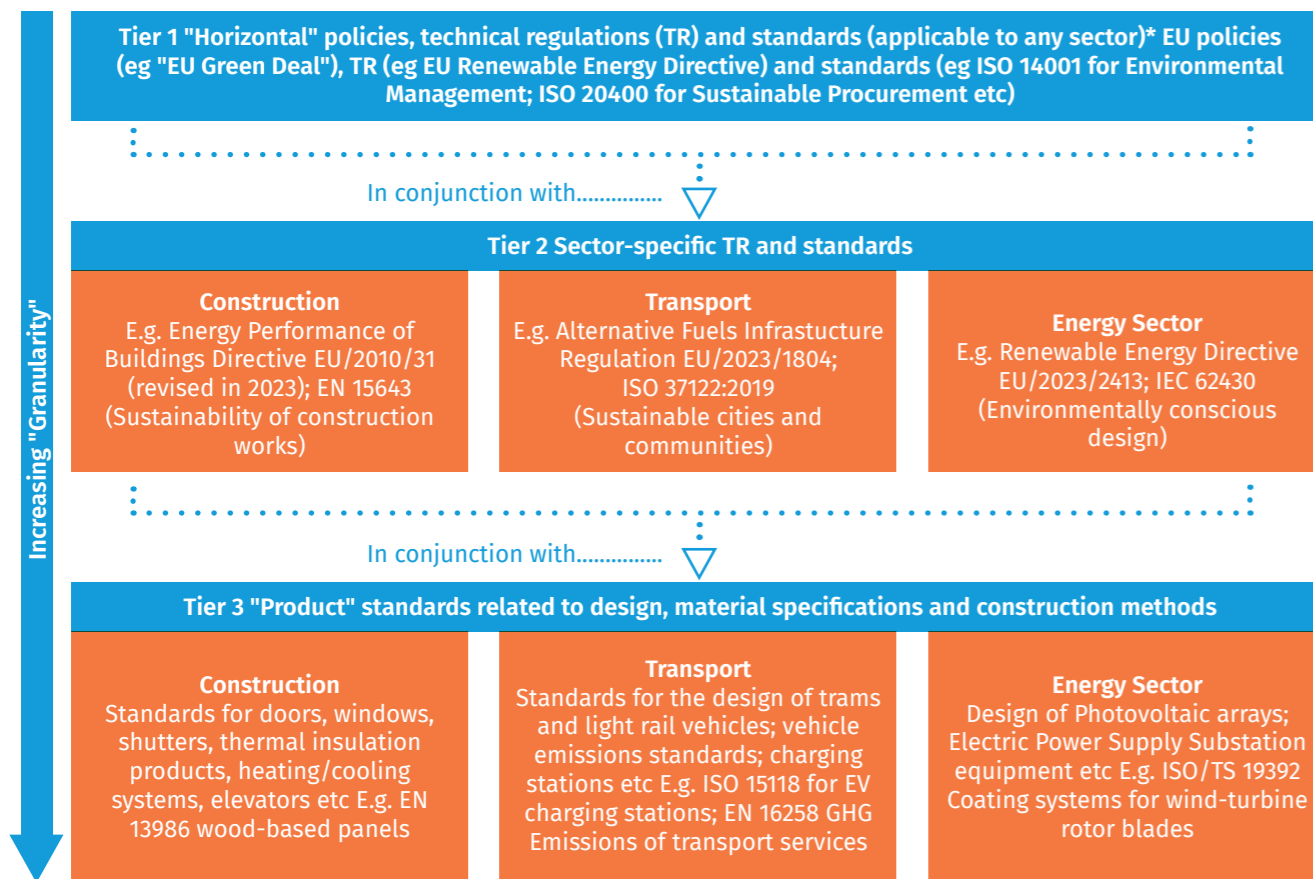 Tier 1 "Horizontal" policies, technical regulations (TR) and standards (applicable to any sector)* EU policies
(eg "EU Green Deal"), TR (eg EU Renewable Energy Directive) and standards (eg ISO 14001 for Environmental
Management; ISO 20400 for Sustainable Procurement etc)
In conjunction with...............
Tier 2 Sector-specific TR and standards
Construction
E.g. Energy Performance of
Buildings Directive EU/2010/31
(revised in 2023); EN 15643
(Sustainability of construction
works)
Transport
E.g. Alternative Fuels Infrastucture
Regulation EU/2023/1804;
ISO 37122:2019
(Sustainable cities and
communities)
Energy Sector
E.g. Renewable Energy Directive
EU/2023/2413; IEC 62430
(Environmentally conscious
design)
In conjunction with...............
Tier 3 "Product" standards related to design, material specifications and construction methods
Construction
Standards for doors, windows,
shutters, thermal insulation
products, heating/cooling
systems, elevators etc E.g. EN
13986 wood-based panels
Transport
Standards for the design of trams
and light rail vehicles; vehicle
emissions standards; charging
stations etc E.g. ISO 15118 for EV
charging stations; EN 16258 GHG
Emissions of transport services
Energy Sector
Design of Photovoltaic arrays;
Electric Power Supply Substation
equipment etc E.g. ISO/TS 19392
Coating systems for wind-turbine
rotor blades
Increasing "Granularity"